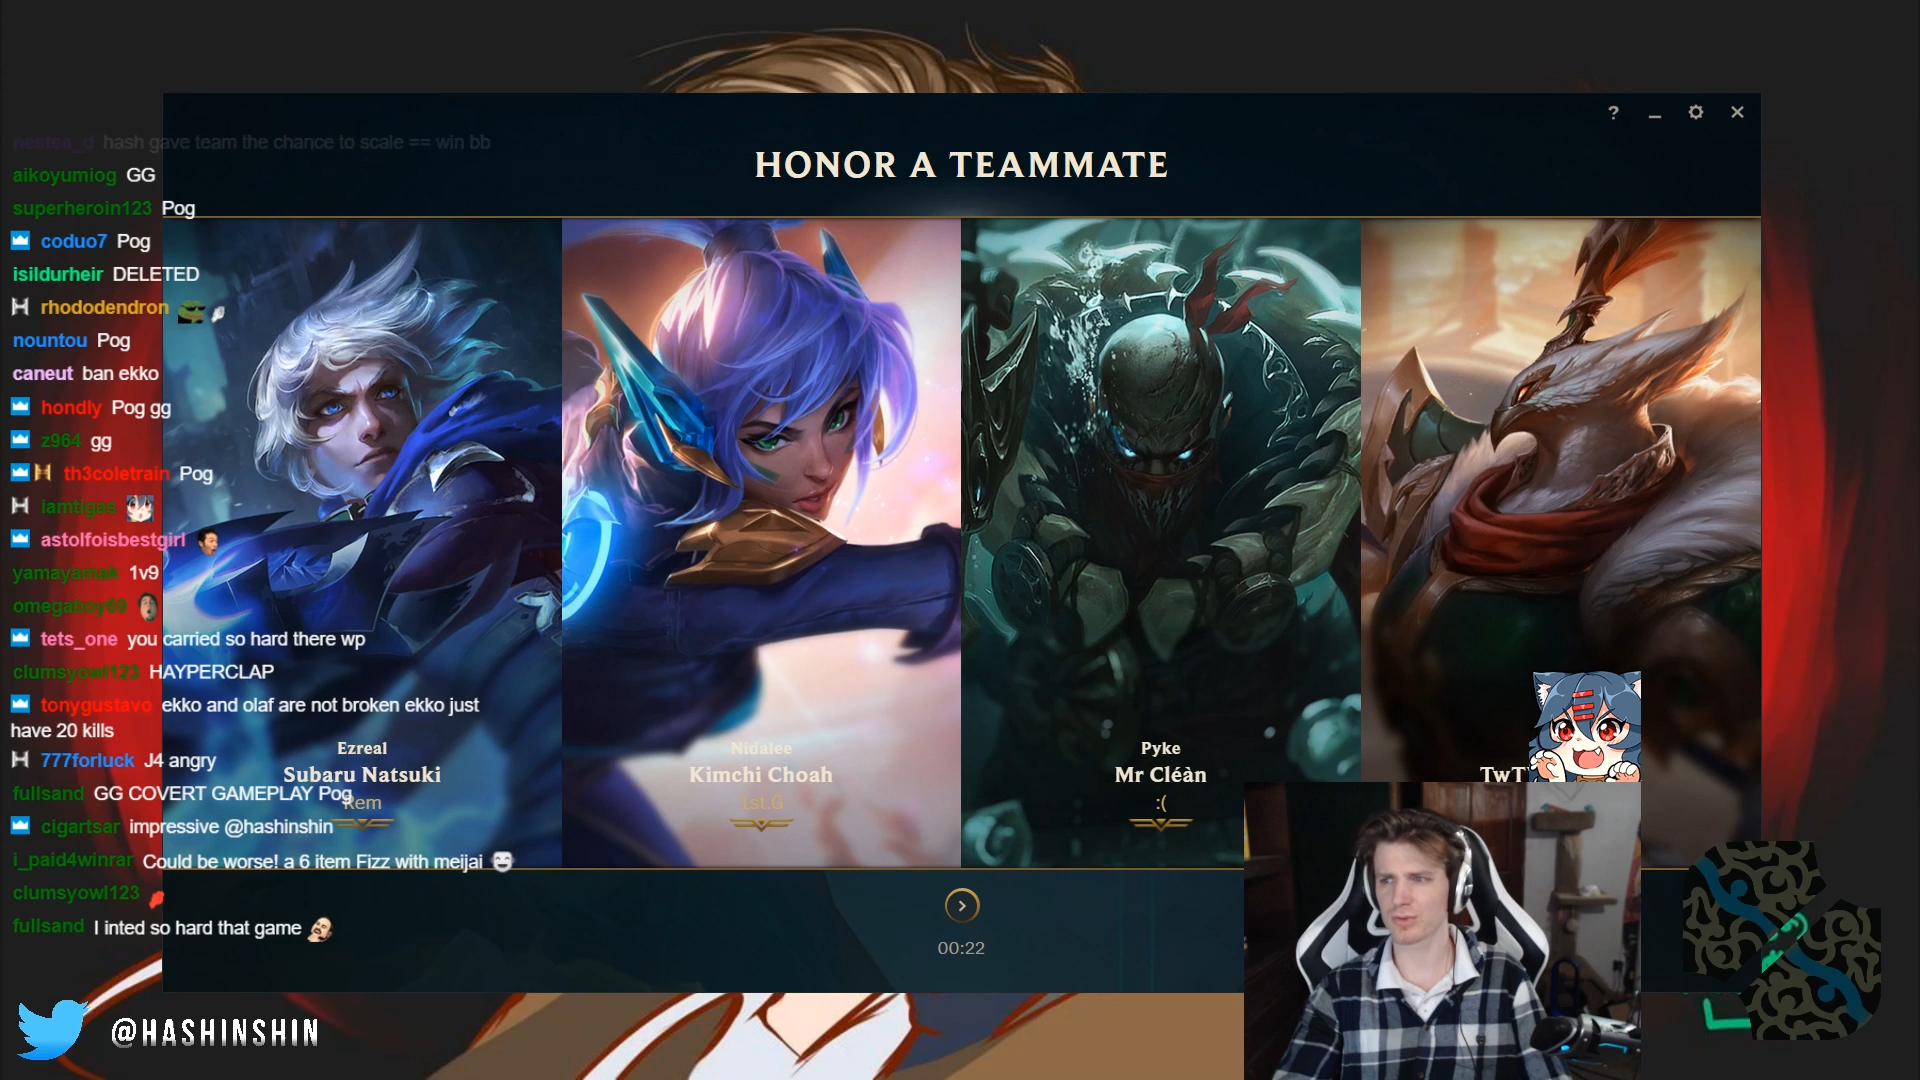 ?
HONOR A TEAMMATE
nestea_d hash gave team the chance to scale == win bb
aikoyumiog GG
superheroin123 Pog
coduo7 Pog
isildurheir DELETED
rhododendron
nountou Pog
caneut ban ekko
hondly Pog gg
z964 gg
th3coletrain Pog
iamtigas
astolfoisbestgirl
yamayamak 1v9
omegaboy69
tets_one you carried so hard there wp
clumsyowl123 HAYPERCLAP
tonygustavo ekko and olaf are not broken ekko just
have 20 kills
777forluck J4 angry
fullsand GG COVERT GAMEPLAY Pog
cigartsar impressive @hashinshin
i_paid4winrar Could be worse! a 6 item Fizz with meijai
clumsyowl123
fullsand I inted so hard that game
Ezreal
Subaru Natsuki
Rem
Nidalee
Kimchi Choah
1st.G
Pyke
Mr Cléàn
:(
00:22
@HASHINSHIN